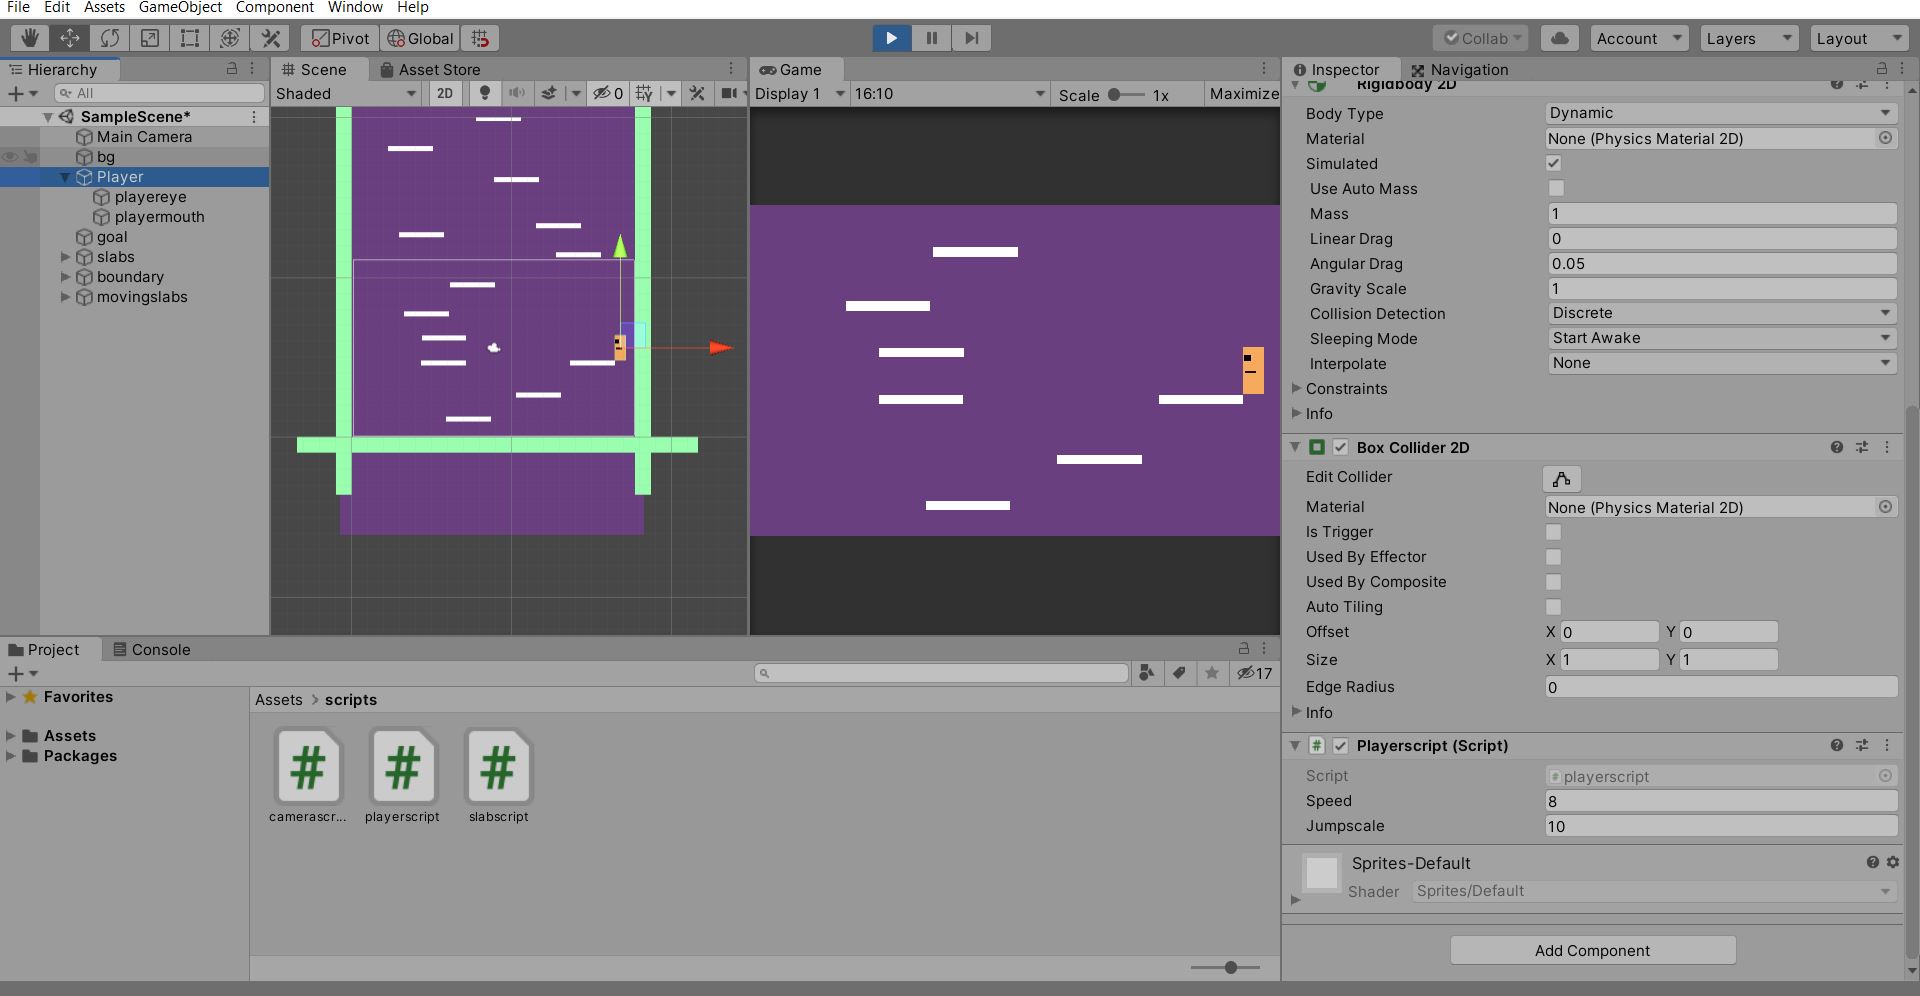 File Edit Assets GameObject Component Window Help
Pivot Global Collab Account Layers Layout
Hierarchy
All
SampleScene*
Main Camera
bg
Player
playereye
playermouth
goal
slabs
boundary
movingslabs
Scene Asset Store
Shaded 2D 0
Game
Display 1 16:10 Scale 1x Maximize
Inspector Navigation
Rigidbody 2D
Body Type Dynamic
Material None (Physics Material 2D)
Simulated
Use Auto Mass
Mass 1
Linear Drag 0
Angular Drag 0.05
Gravity Scale 1
Collision Detection Discrete
Sleeping Mode Start Awake
Interpolate None
Constraints
Info
Box Collider 2D
Edit Collider
Material None (Physics Material 2D)
Is Trigger
Used By Effector
Used By Composite
Auto Tiling
Offset X 0 Y 0
Size X 1 Y 1
Edge Radius 0
Info
Playerscript (Script)
Script # playerscript
Speed 8
Jumpscale 10
Sprites-Default
Shader Sprites/Default
Add Component
Project Console
17
Favorites
Assets
Packages
Assets > scripts
# # #
camerascr... playerscript slabscript